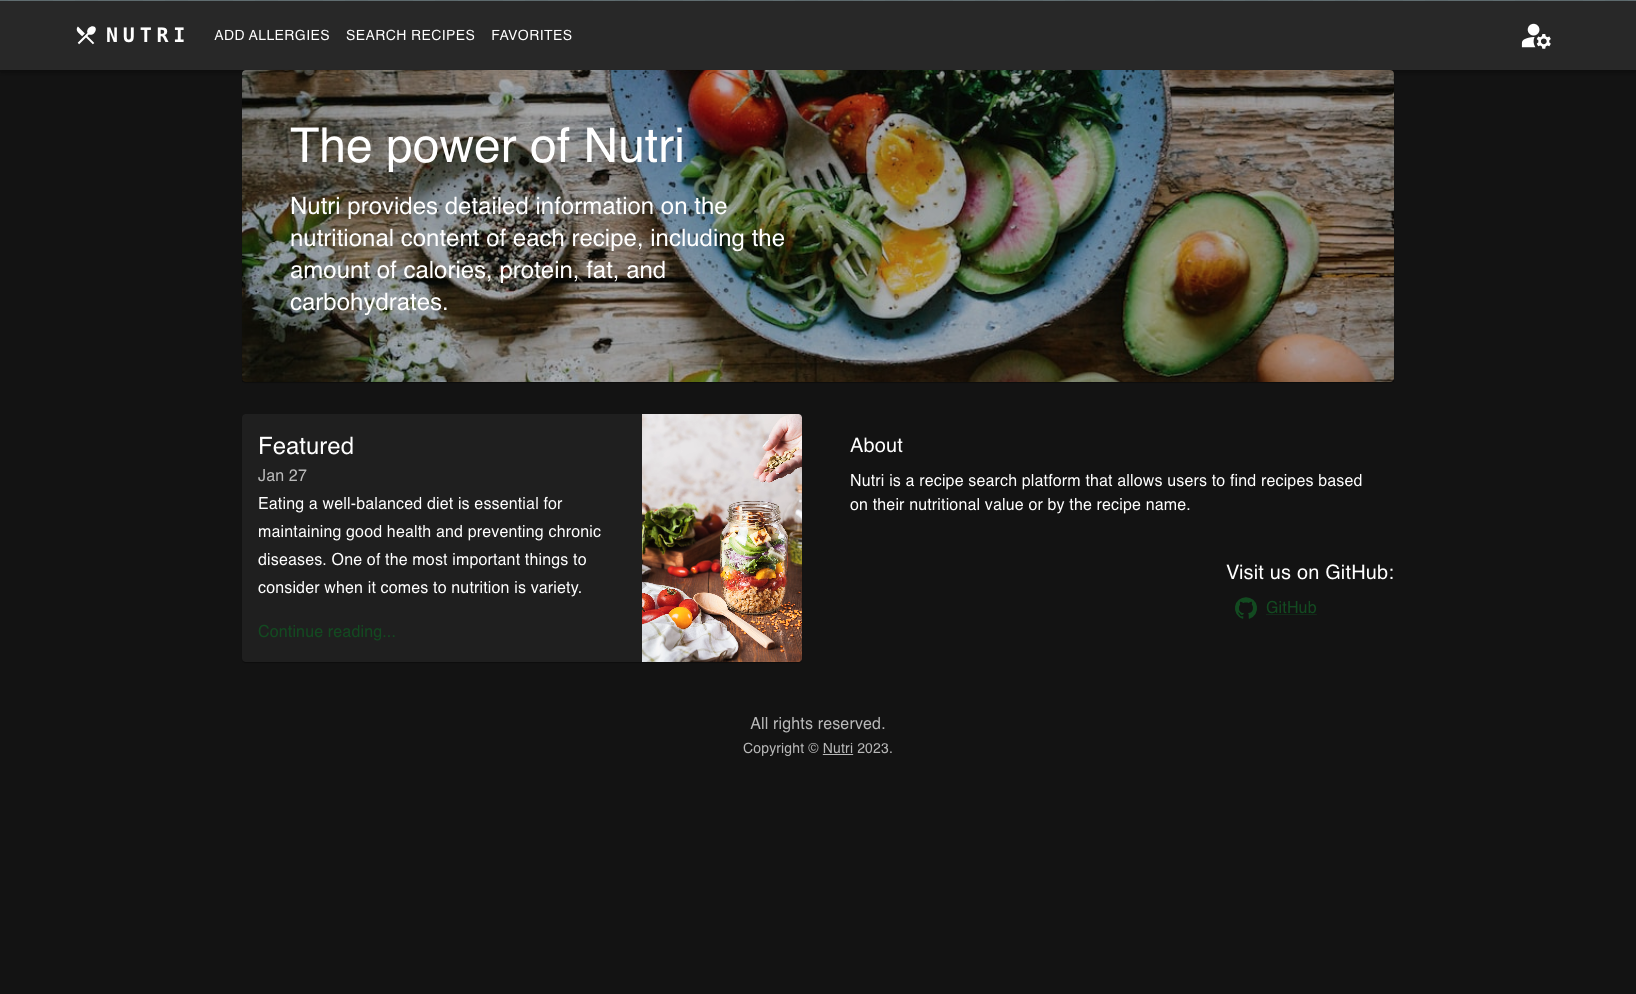 NUTRI
ADD ALLERGIES
SEARCH RECIPES
FAVORITES
The power of Nutri
Nutri provides detailed information on the
nutritional content of each recipe, including the
amount of calories, protein, fat, and
carbohydrates.
Featured
Jan 27
Eating a well-balanced diet is essential for
maintaining good health and preventing chronic
diseases. One of the most important things to
consider when it comes to nutrition is variety.
Continue reading...
About
Nutri is a recipe search platform that allows users to find recipes based
on their nutritional value or by the recipe name.
Visit us on GitHub:
GitHub
All rights reserved.
Copyright © Nutri 2023.